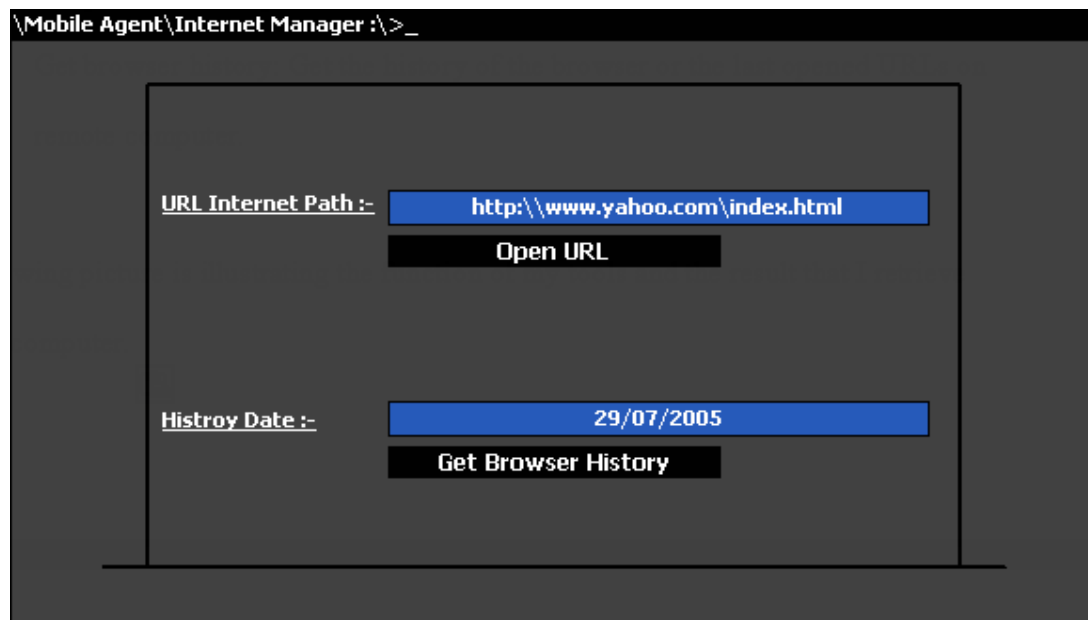 \Mobile Agent\Internet Manager :\>_
URL Internet Path :- http:\\www.yahoo.com\index.html
Open URL
Histroy Date :- 29/07/2005
Get Browser History